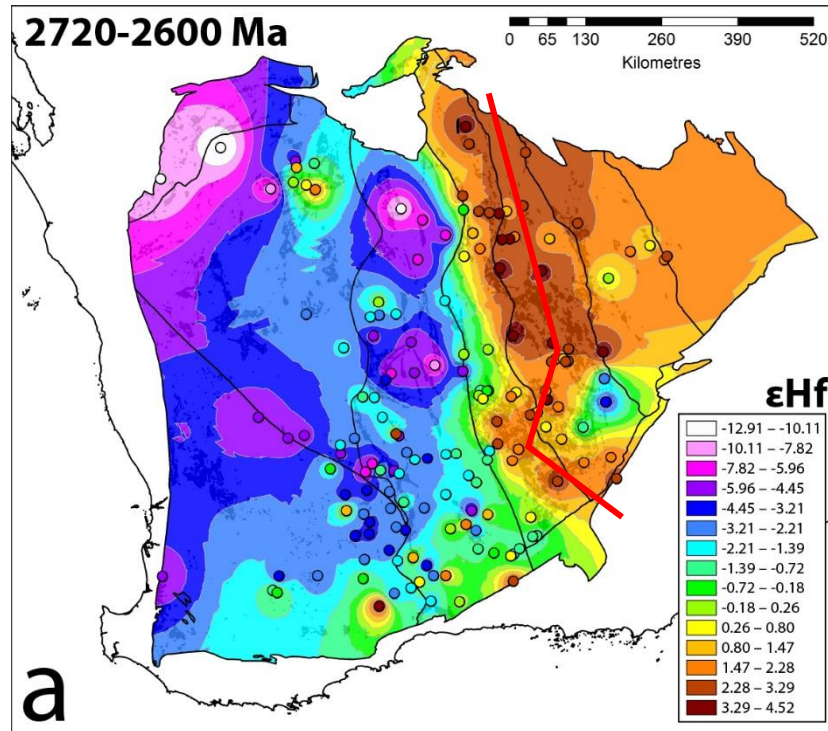 2720-2600 Ma
0 65 130 260 390 520
Kilometres
εHf
-12.91 – -10.11
-10.11 – -7.82
-7.82 – -5.96
-5.96 – -4.45
-4.45 – -3.21
-3.21 – -2.21
-2.21 – -1.39
-1.39 – -0.72
-0.72 – -0.18
-0.18 – 0.26
0.26 – 0.80
0.80 – 1.47
1.47 – 2.28
2.28 – 3.29
3.29 – 4.52
a